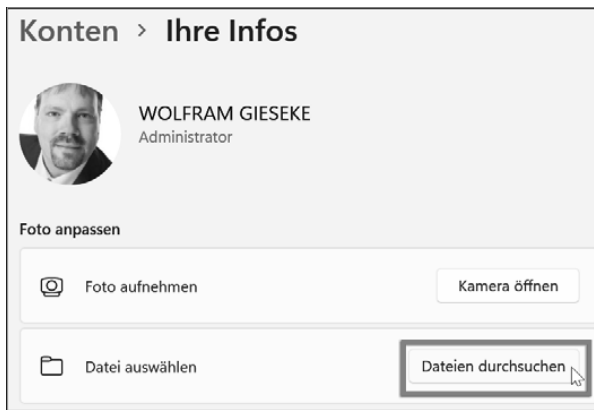 Konten > Ihre Infos
WOLFRAM GIESEKE
Administrator
Foto anpassen
Foto aufnehmen
Kamera öffnen
Datei auswählen
Dateien durchsuchen